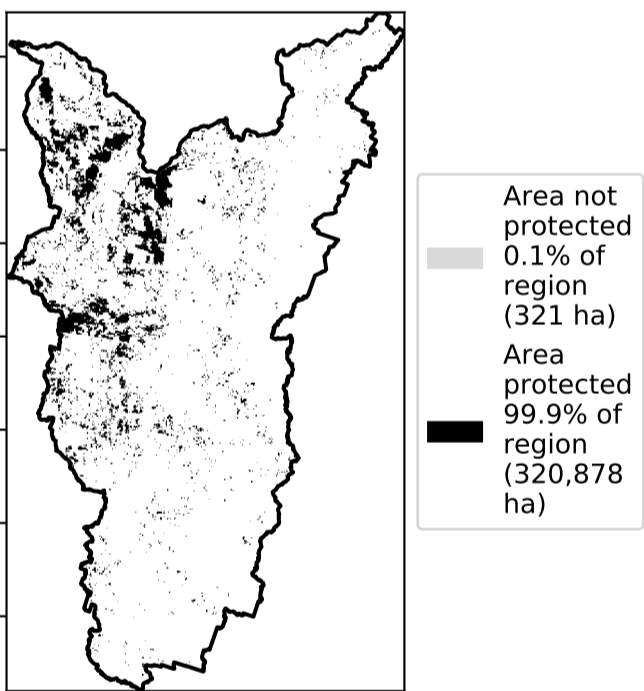 Area not
protected
0.1% of
region
(321 ha)
Area
protected
99.9% of
region
(320,878
ha)